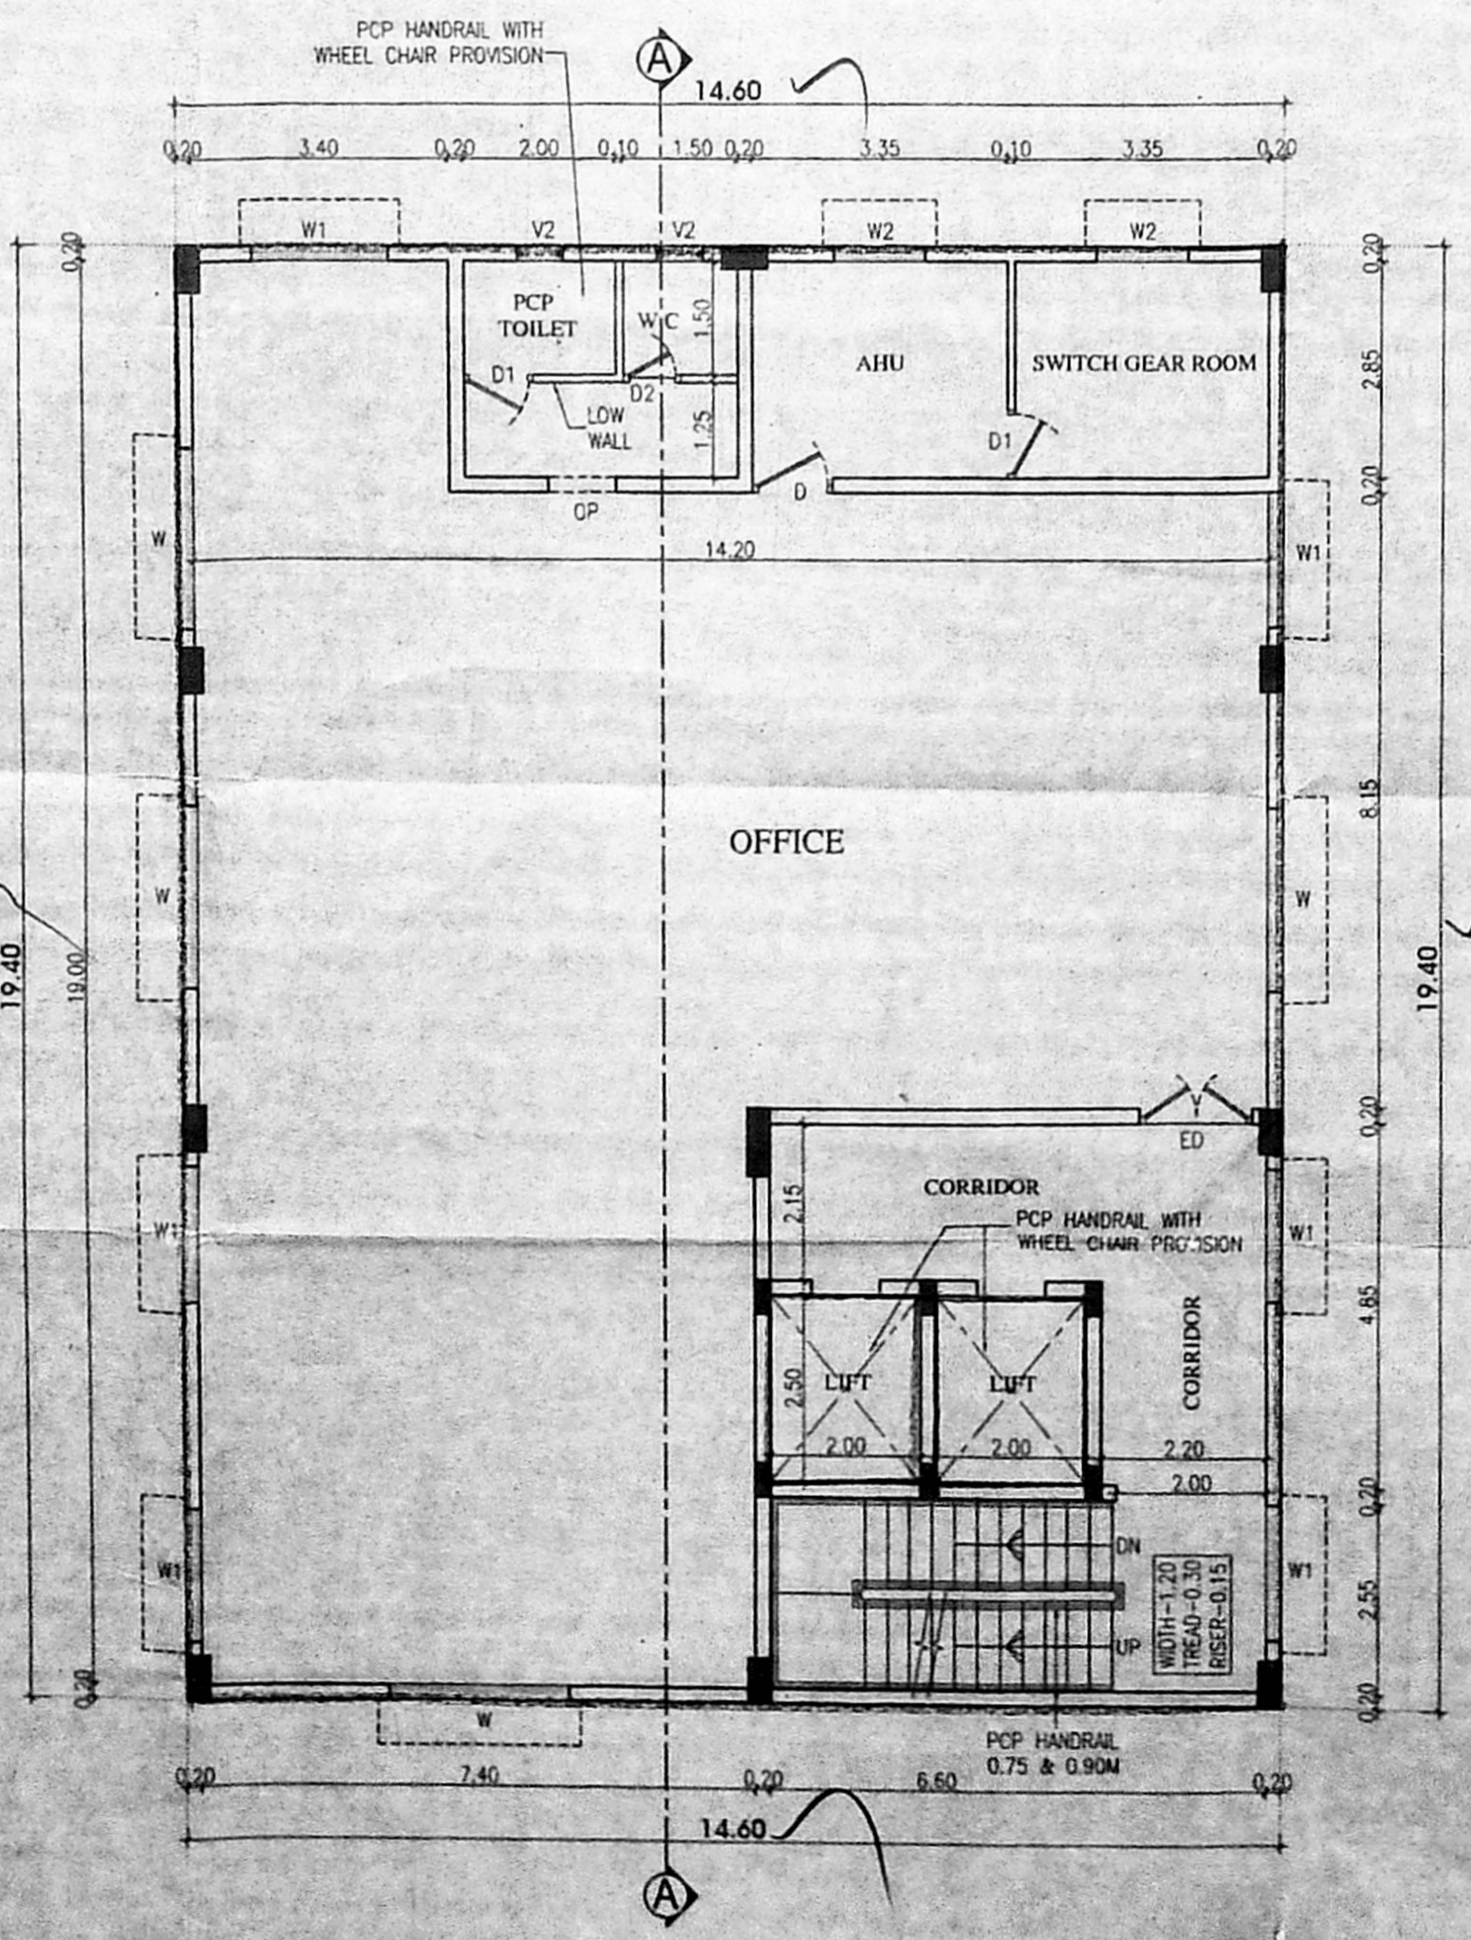 PCP HANDRAIL WITH
WHEEL CHAIR PROVISION
A
14.60
0.20 3.40 0.20 2.00 0.10 1.50 0.20 3.35 0.10 3.35 0.20
W1 V2 V2 W2 W2
0.20
0.20
PCP
TOILET
W C
1.50
AHU
SWITCH GEAR ROOM
2.85
D1
D2
LOW
WALL
1.25
D1
D
OP
0.20
W
14.20
W1
OFFICE
8.15
W
W
19.40
19.00
19.40
ED
0.20
CORRIDOR
2.15
PCP HANDRAIL WITH
WHEEL CHAIR PROVISION
W1
W1
CORRIDOR
4.85
LIFT
LIFT
2.50
2.00
2.00
2.20
2.00
0.20
DN
UP
WIDTH-1.20
TREAD-0.30
RISER-0.15
W1
W1
2.55
0.20
0.20
W
PCP HANDRAIL
0.75 & 0.90M
0.20 7.40 0.20 6.60 0.20
14.60
A